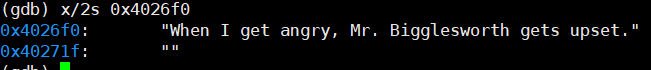 (gdb) x/2s 0x4026f0
0x4026f0: "When I get angry, Mr. Bigglesworth gets upset."
0x40271f: ""
(gdb)